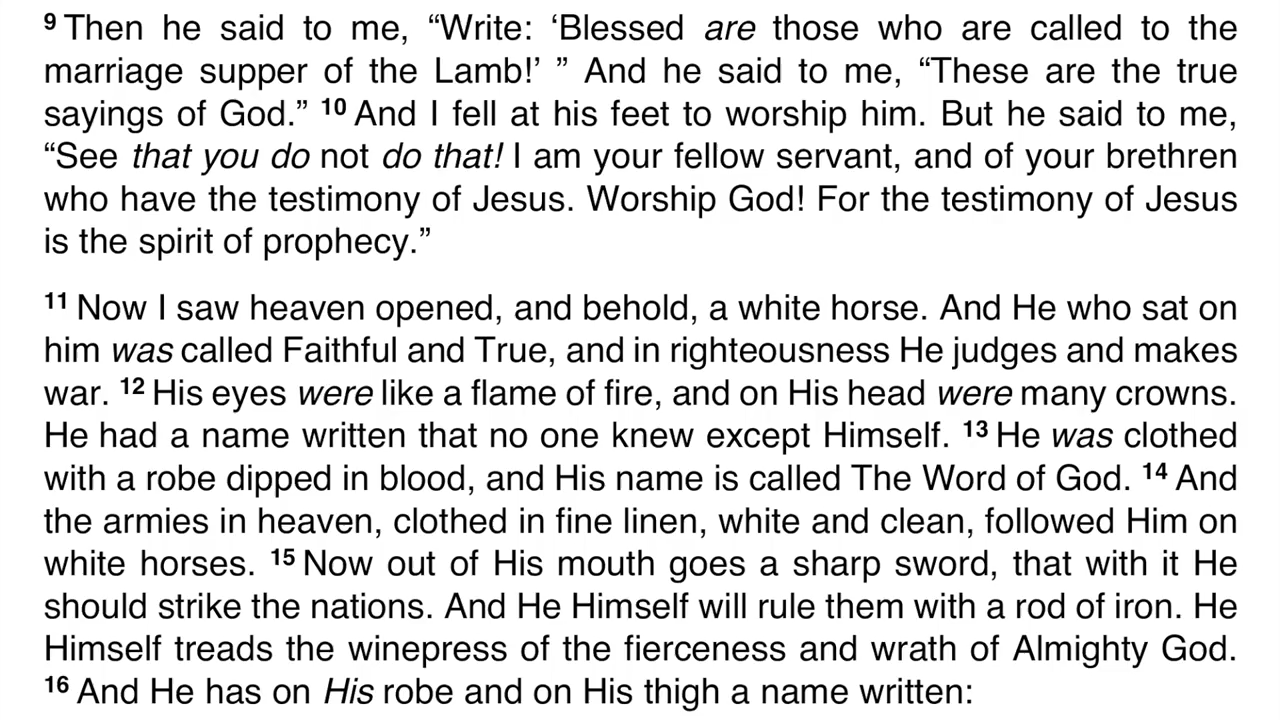 9 Then he said to me, “Write: ‘Blessed are those who are called to the
marriage supper of the Lamb!’ ” And he said to me, “These are the true
sayings of God.” 10 And I fell at his feet to worship him. But he said to me,
“See that you do not do that! I am your fellow servant, and of your brethren
who have the testimony of Jesus. Worship God! For the testimony of Jesus
is the spirit of prophecy.”
11 Now I saw heaven opened, and behold, a white horse. And He who sat on
him was called Faithful and True, and in righteousness He judges and makes
war. 12 His eyes were like a flame of fire, and on His head were many crowns.
He had a name written that no one knew except Himself. 13 He was clothed
with a robe dipped in blood, and His name is called The Word of God. 14 And
the armies in heaven, clothed in fine linen, white and clean, followed Him on
white horses. 15 Now out of His mouth goes a sharp sword, that with it He
should strike the nations. And He Himself will rule them with a rod of iron. He
Himself treads the winepress of the fierceness and wrath of Almighty God.
16 And He has on His robe and on His thigh a name written: